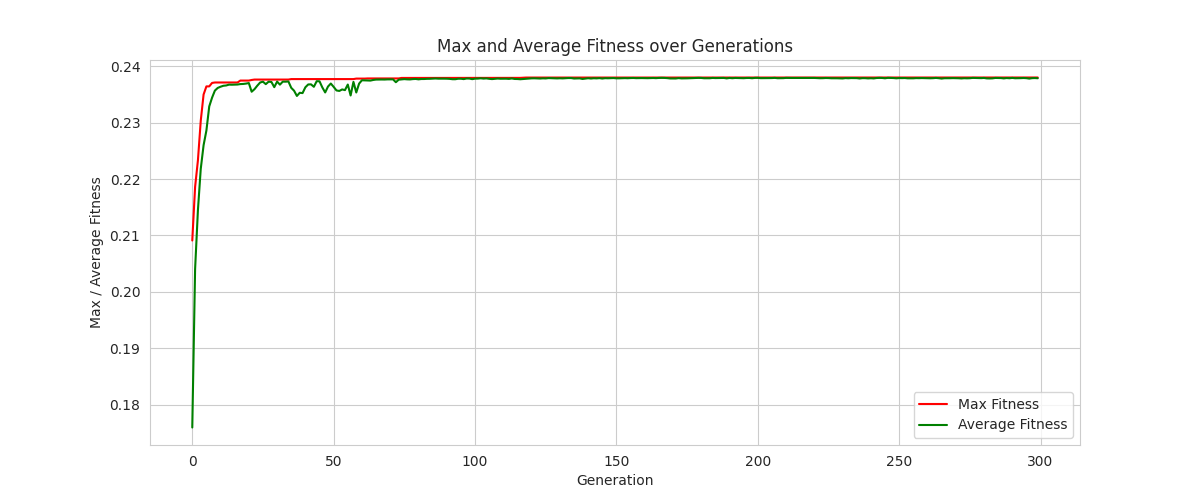 Max and Average Fitness over Generations
Max / Average Fitness
0.24
0.23
0.22
0.21
0.20
0.19
0.18
0
50
100
150
200
250
300
Generation
Max Fitness
Average Fitness